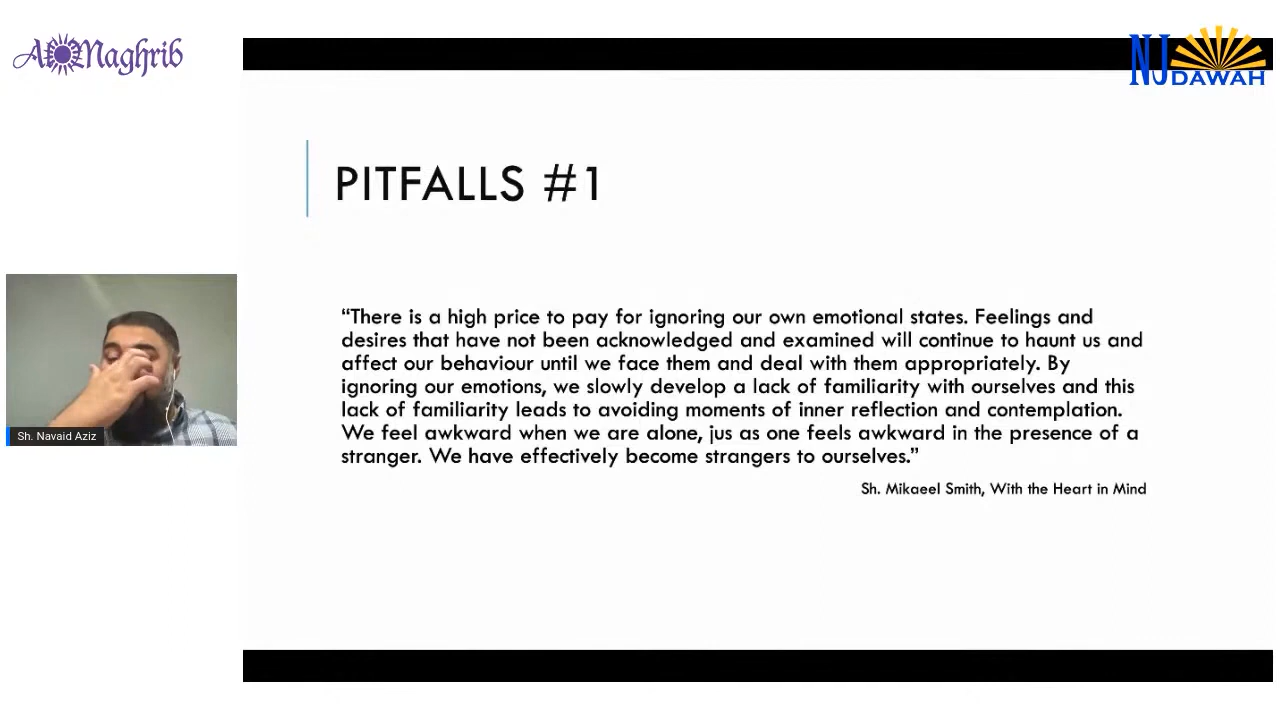 AlMaghrib
NJ
DAWAH
PITFALLS #1
“There is a high price to pay for ignoring our own emotional states. Feelings and
desires that have not been acknowledged and examined will continue to haunt us and
affect our behaviour until we face them and deal with them appropriately. By
ignoring our emotions, we slowly develop a lack of familiarity with ourselves and this
lack of familiarity leads to avoiding moments of inner reflection and contemplation.
We feel awkward when we are alone, jus as one feels awkward in the presence of a
stranger. We have effectively become strangers to ourselves.”
Sh. Mikaeel Smith, With the Heart in Mind
Sh. Navaid Aziz